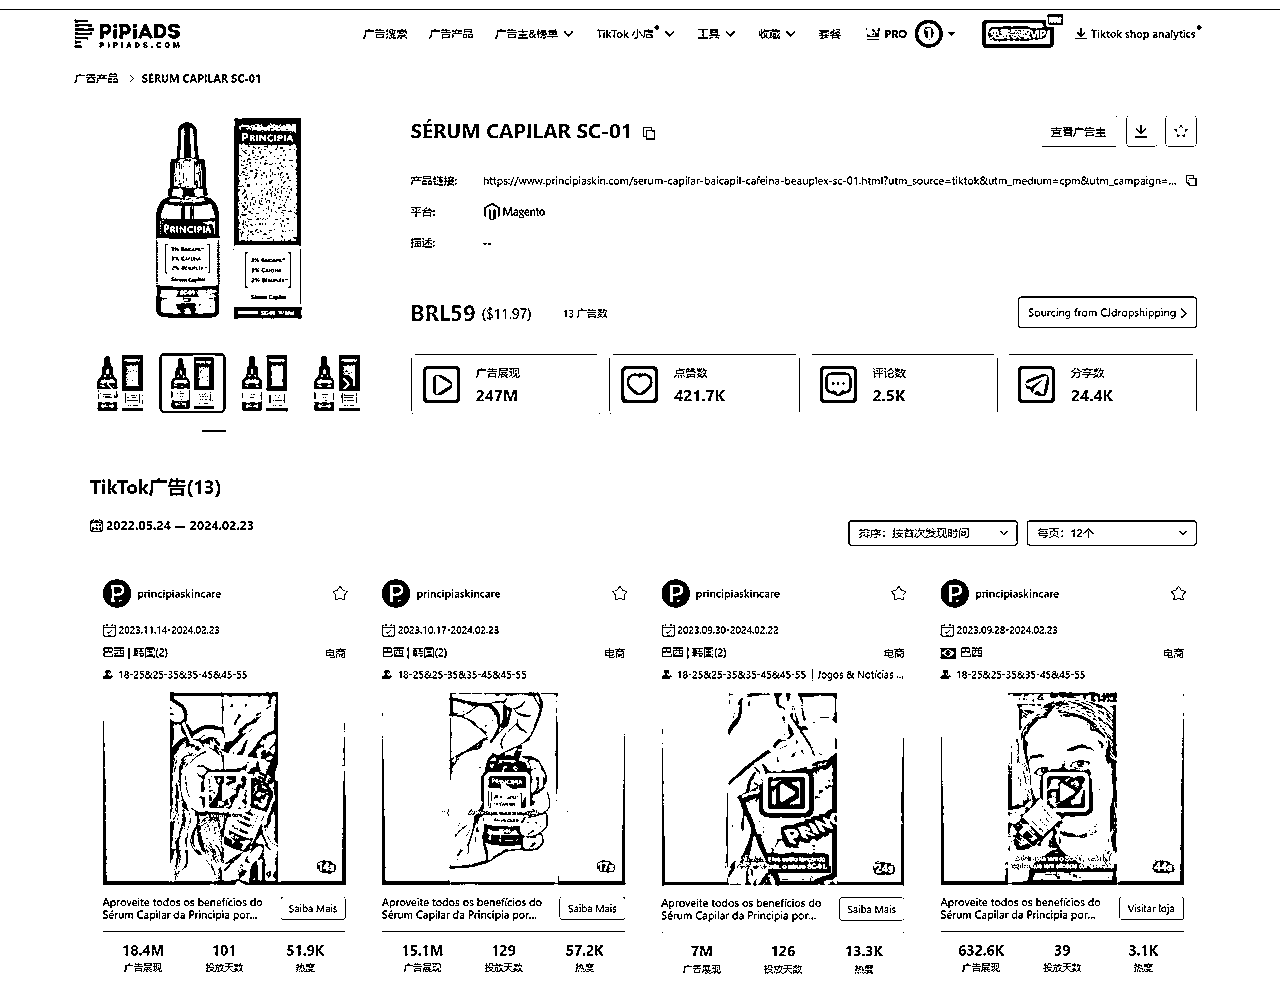 PiPiADS
PIPIADS.COM
广告搜索 广告产品 广告主&榜单 TikTok 小店 工具 收藏 套餐 PRO Tiktok shop analytics
广告产品 > SÉRUM CAPILAR SC-01
SÉRUM CAPILAR SC-01
查看广告主
产品链接: https://www.principiaskin.com/serum-capilar-baicapil-cafeina-beauplex-sc-01.html?utm_source=tiktok&utm_medium=cpm&utm_campaign=...
平台: Magento
描述: --
PRINCIPIA
PRINCIPIA
Sérum Capilar
Sérum Capilar
BRL59 ($11.97) 13 广告数
Sourcing from CJdropshipping >
广告展现 点赞数 评论数 分享数
247M 421.7K 2.5K 24.4K
TikTok广告(13)
2022.05.24 — 2024.02.23
排序: 按首次发现时间 每页: 12个
principiaskincare principiaskincare principiaskincare principiaskincare
2023.11.14-2024.02.23 2023.10.17-2024.02.23 2023.09.30-2024.02.22 2023.09.28-2024.02.23
巴西 | 韩国(2) 电商 巴西 | 韩国(2) 电商 巴西 | 韩国(2) 电商 巴西 电商
18-25&25-35&35-45&45-55 18-25&25-35&35-45&45-55 18-25&25-35&35-45&45-55 | Jogos & Notícias ... 18-25&25-35&35-45&45-55
Aproveite todos os benefícios do Sérum Capilar da Principia por... Saiba Mais
Aproveite todos os benefícios do Sérum Capilar da Principia por... Saiba Mais
Aproveite todos os benefícios do Sérum Capilar da Principia por... Saiba Mais
Aproveite todos os benefícios do Sérum Capilar da Principia por... Visitar loja
18.4M 101 51.9K 15.1M 129 57.2K 7M 126 13.3K 632.6K 39 3.1K
广告展现 投放天数 热度 广告展现 投放天数 热度 广告展现 投放天数 热度 广告展现 投放天数 热度